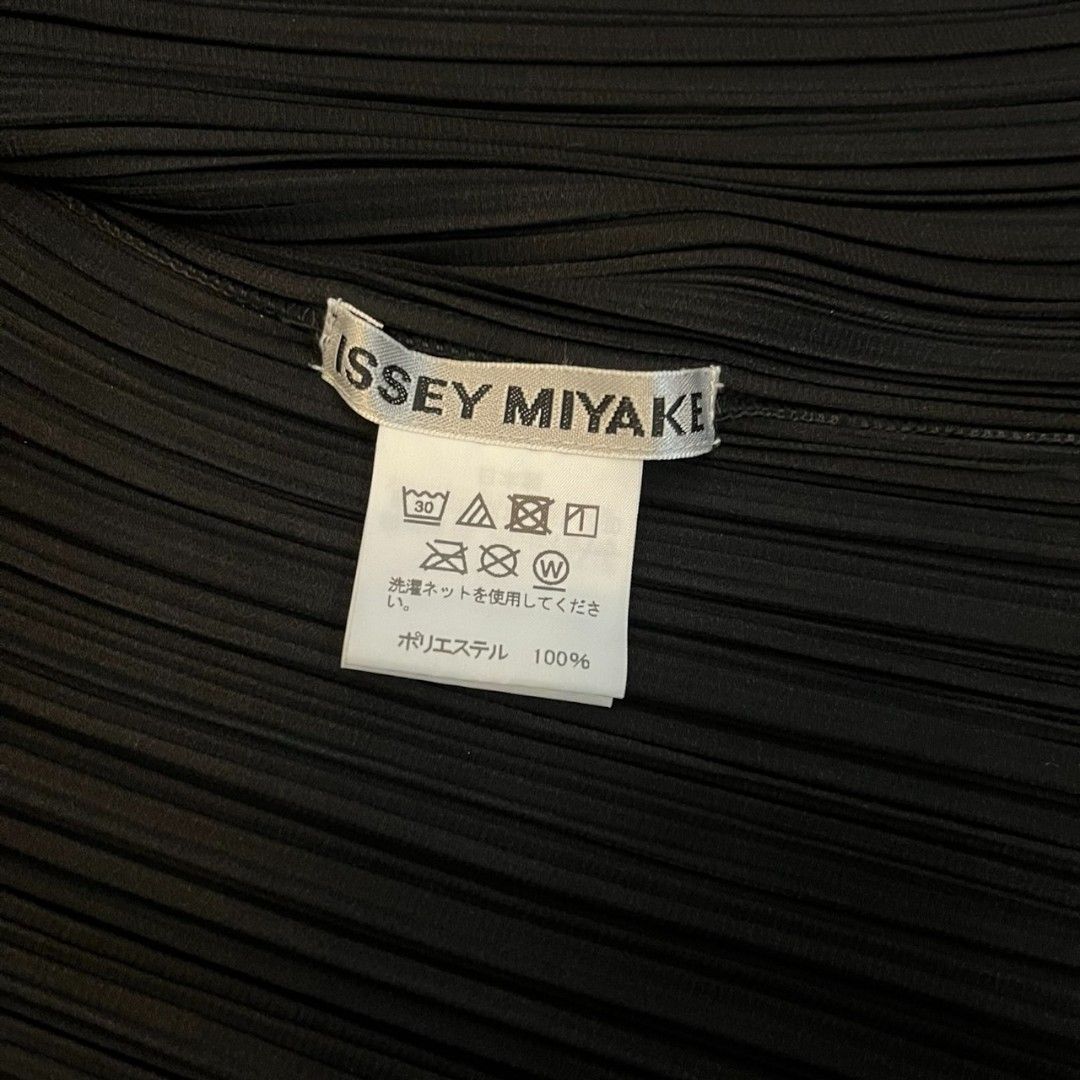 ISSEY MIYAKE
30
W
洗濯ネットを使用してくださ
い。
ポリエステル 100%